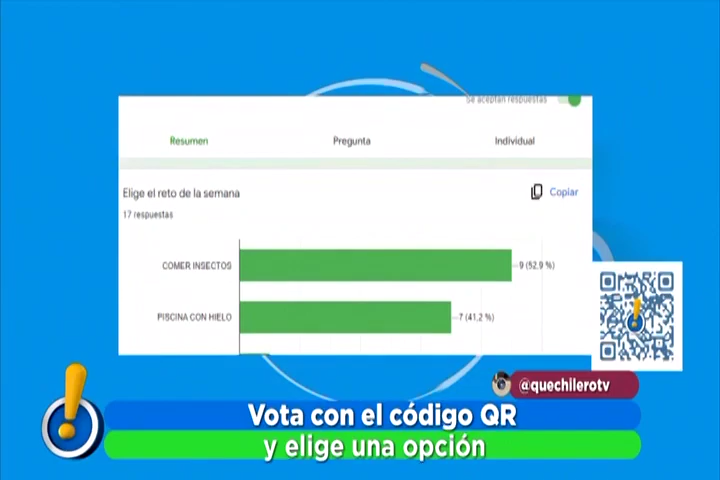 Se aceptan respuestas
Resumen Pregunta Individual
Elige el reto de la semana Copiar
17 respuestas
COMER INSECTOS 9 (52.9 %)
PISCINA CON HIELO 7 (41,2 %)
@quechilerotv
Vota con el código QR
y elige una opción